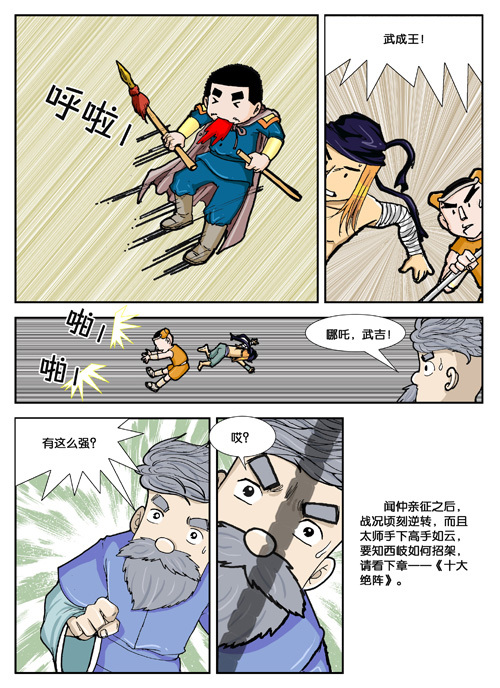 呼啦！
武成王！
啪！
啪！
哪吒，武吉！
有这么强？
哎？
闻仲亲征之后，
战况顷刻逆转，而且
太师手下高手如云，
要知西岐如何招架，
请看下章——《十大
绝阵》。